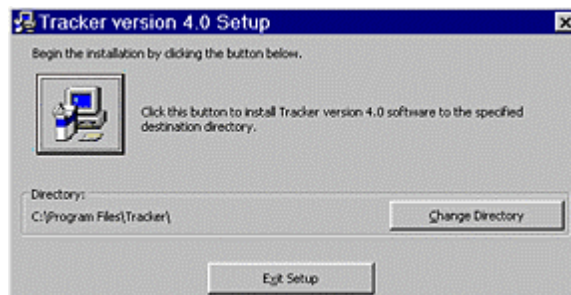 Tracker version 4.0 Setup
Begin the installation by clicking the button below.
Click this button to install Tracker version 4.0 software to the specified
destination directory.
Directory:
C:\Program Files\Tracker\
Change Directory
Exit Setup